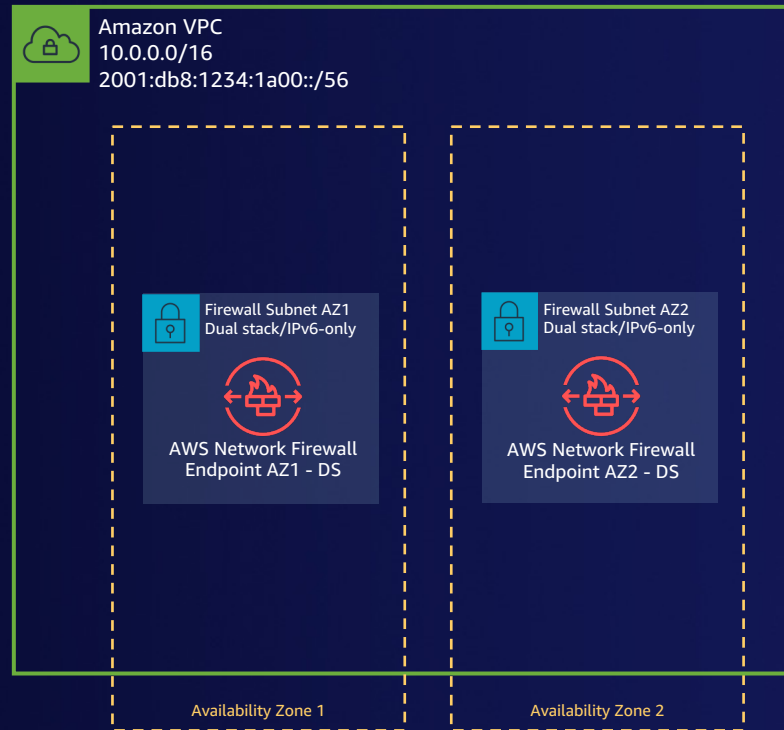 Amazon VPC
10.0.0.0/16
2001:db8:1234:1a00::/56
Firewall Subnet AZ1
Dual stack/IPv6-only
AWS Network Firewall
Endpoint AZ1 - DS
Firewall Subnet AZ2
Dual stack/IPv6-only
AWS Network Firewall
Endpoint AZ2 - DS
Availability Zone 1
Availability Zone 2